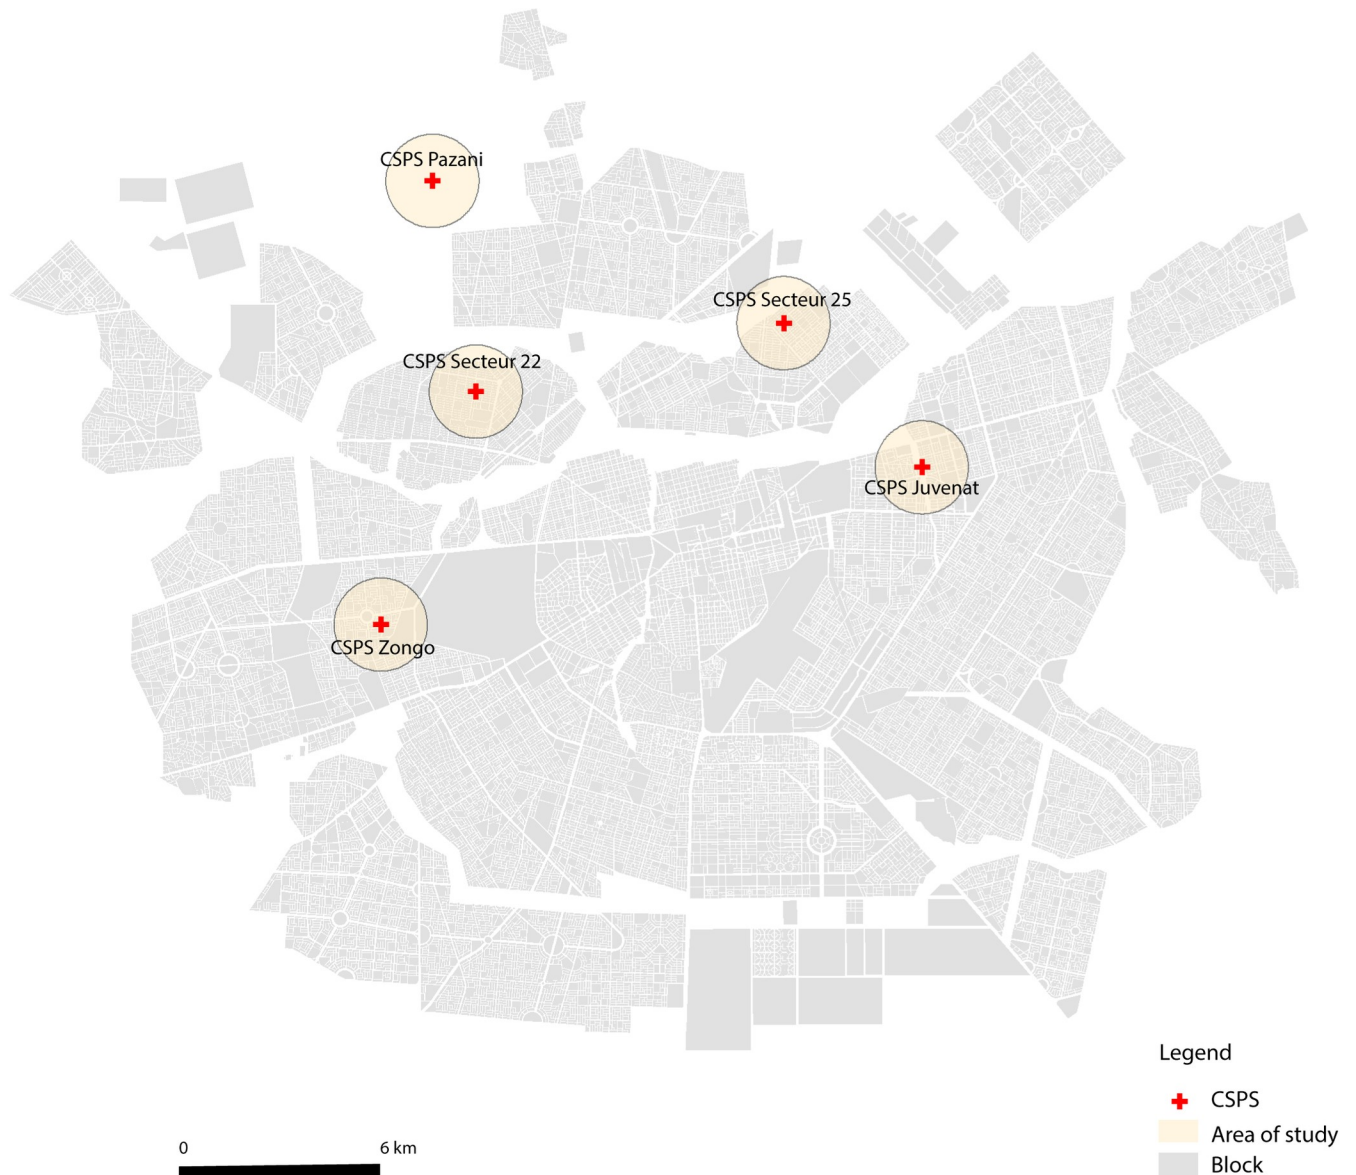 CSPS Pazani
CSPS Secteur 25
CSPS Secteur 22
CSPS Juvenat
CSPS Zongo
Legend
CSPS
Area of study
Block
0 6 km